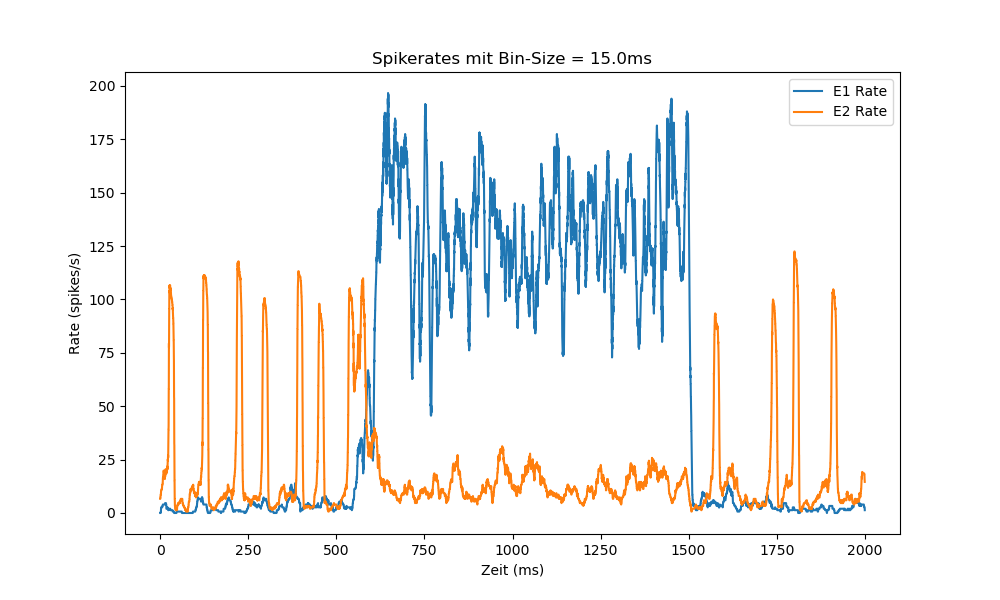 Spikerates mit Bin-Size = 15.0ms
E1 Rate
E2 Rate
Rate (spikes/s)
200
175
150
125
100
75
50
25
0
0 250 500 750 1000 1250 1500 1750 2000
Zeit (ms)